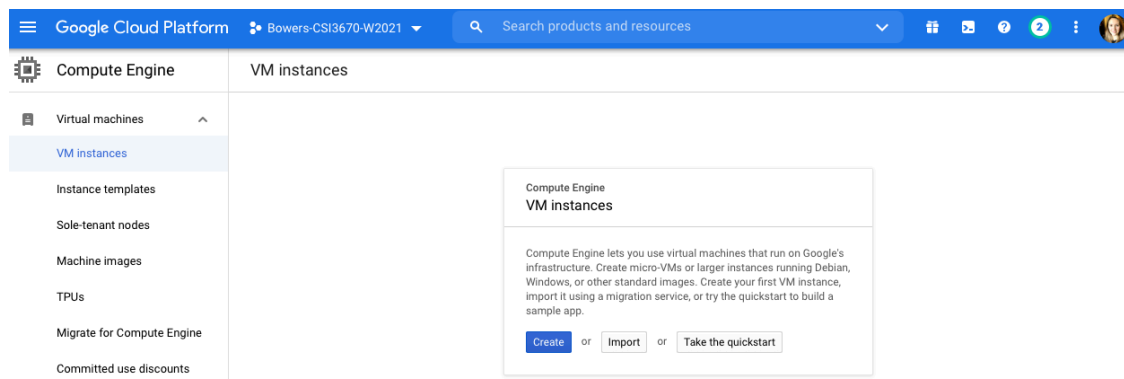 Google Cloud Platform
Bowers-CSI3670-W2021
Search products and resources
2
Compute Engine
VM instances
Virtual machines
VM instances
Instance templates
Sole-tenant nodes
Machine images
TPUs
Migrate for Compute Engine
Committed use discounts
Compute Engine
VM instances
Compute Engine lets you use virtual machines that run on Google's
infrastructure. Create micro-VMs or larger instances running Debian,
Windows, or other standard images. Create your first VM instance,
import it using a migration service, or try the quickstart to build a
sample app.
Create or Import or Take the quickstart